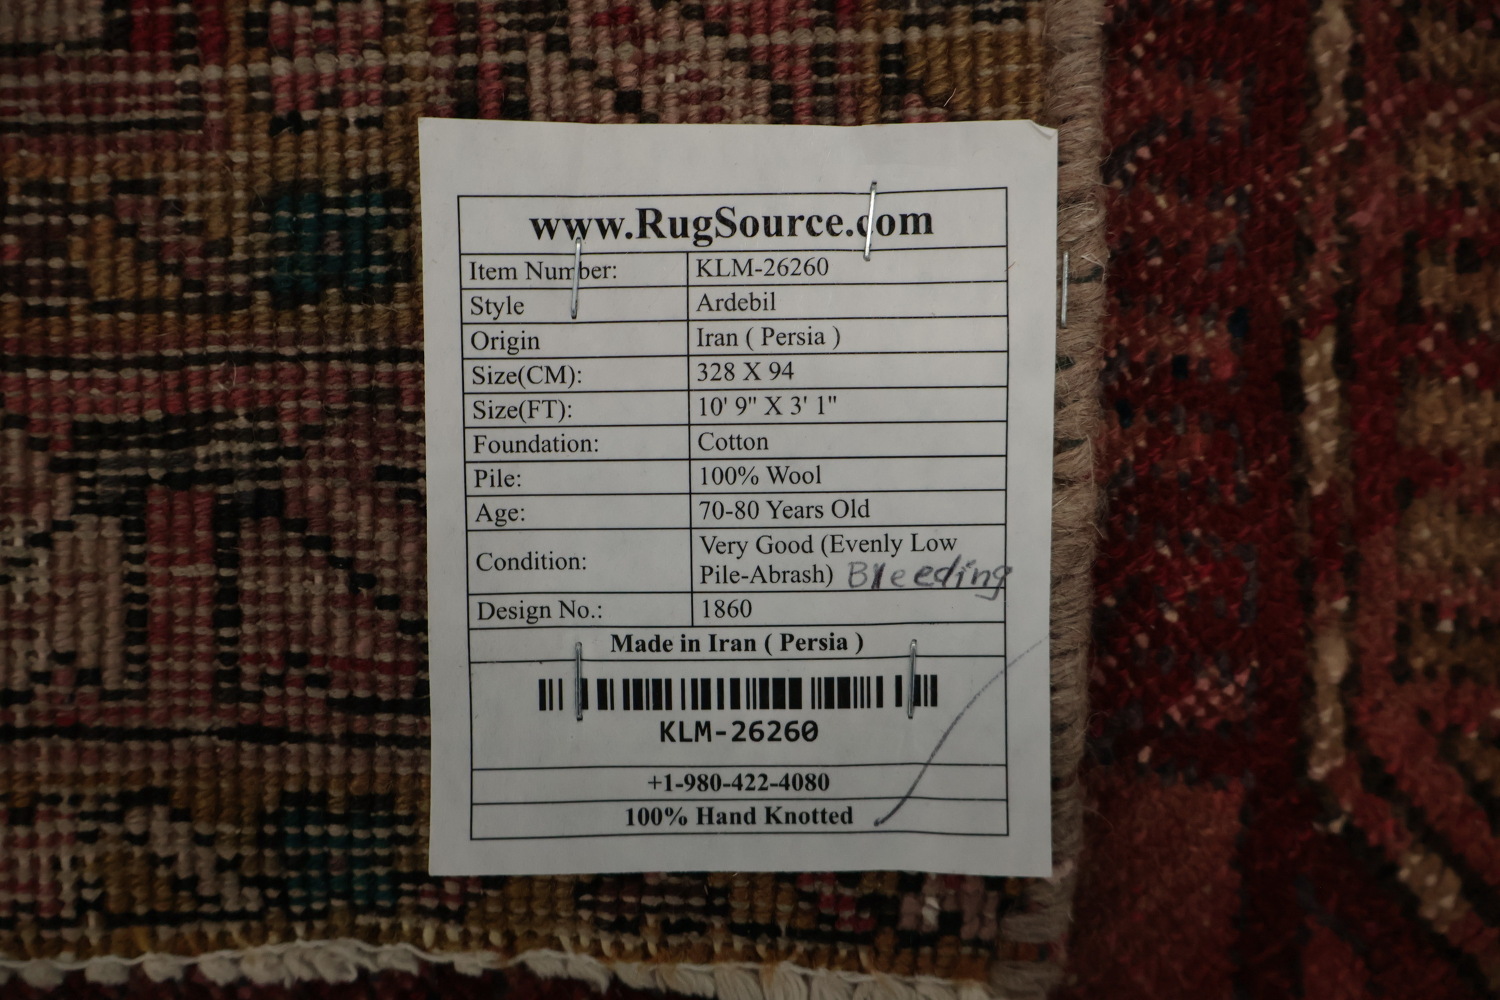 www.RugSource.com
Item Number: KLM-26260
Style Ardebil
Origin Iran ( Persia )
Size(CM): 328 X 94
Size(FT): 10' 9" X 3' 1"
Foundation: Cotton
Pile: 100% Wool
Age: 70-80 Years Old
Condition: Very Good (Evenly Low
Pile-Abrash) Bleeding
Design No.: 1860
Made in Iran ( Persia )
KLM-26260
+1-980-422-4080
100% Hand Knotted